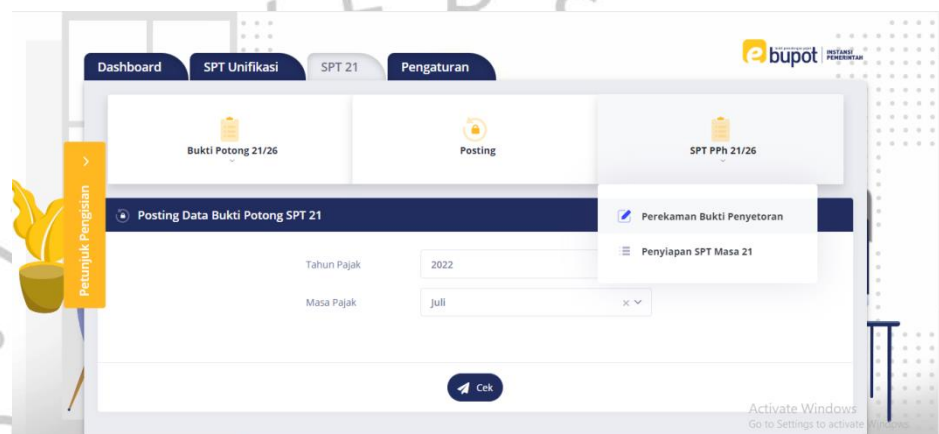 Dashboard
SPT Unifikasi
SPT 21
Pengaturan
e bupot
INSTANSI
PEMERINTAH
Bukti Potong 21/26
Posting
SPT PPh 21/26
Petunjuk Pengisian
Posting Data Bukti Potong SPT 21
Perekaman Bukti Penyetoran
Penyiapan SPT Masa 21
Tahun Pajak
2022
Masa Pajak
Juli
Cek
Activate Windows
Go to Settings to activate Windows.